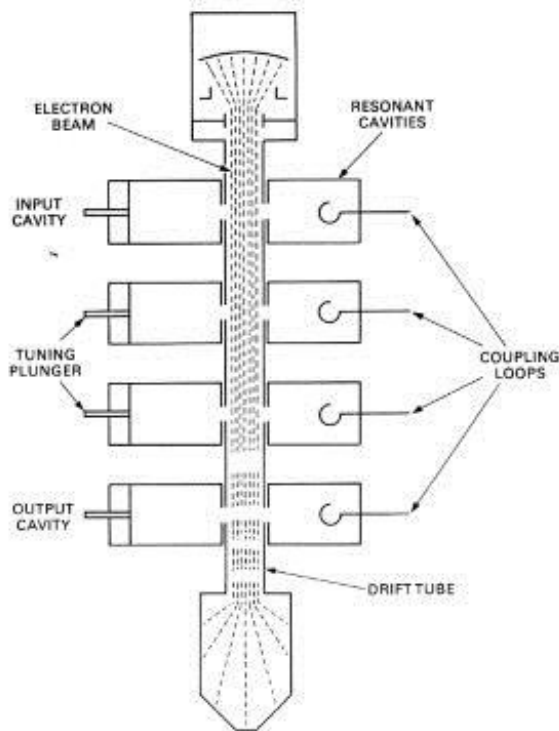 ELECTRON
BEAM
RESONANT
CAVITIES
INPUT
CAVITY
TUNING
PLUNGER
COUPLING
LOOPS
OUTPUT
CAVITY
DRIFT TUBE